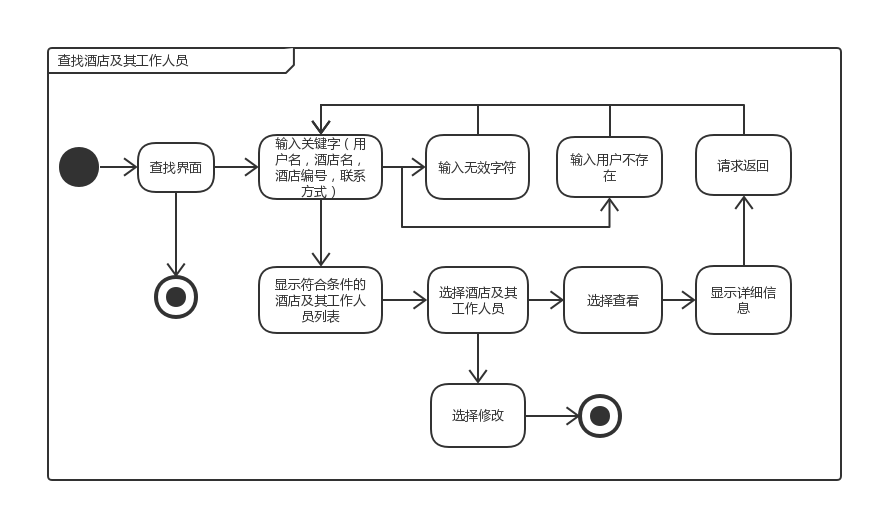 查找酒店及其工作人员
查找界面
输入关键字（用
户名，酒店名，
酒店编号，联系
方式）
输入无效字符
输入用户不存
在
请求返回
显示符合条件的
酒店及其工作人
员列表
选择酒店及其
工作人员
选择查看
显示详细信
息
选择修改